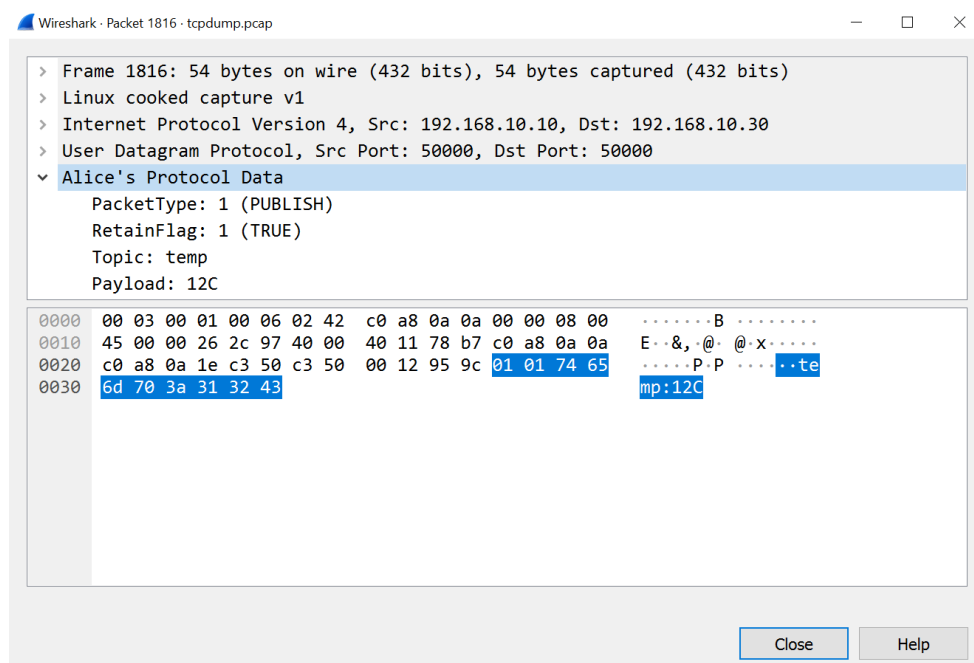 Wireshark · Packet 1816 · tcpdump.pcap
Frame 1816: 54 bytes on wire (432 bits), 54 bytes captured (432 bits)
Linux cooked capture v1
Internet Protocol Version 4, Src: 192.168.10.10, Dst: 192.168.10.30
User Datagram Protocol, Src Port: 50000, Dst Port: 50000
Alice's Protocol Data
PacketType: 1 (PUBLISH)
RetainFlag: 1 (TRUE)
Topic: temp
Payload: 12C
0000 00 03 00 01 00 06 02 42 c0 a8 0a 0a 00 00 08 00 ·······B ········
0010 45 00 00 26 2c 97 40 00 40 11 78 b7 c0 a8 0a 0a E··&,·@· @·x·····
0020 c0 a8 0a 1e c3 50 c3 50 00 12 95 9c 01 01 74 65 ·····P·P ······te
0030 6d 70 3a 31 32 43 mp:12C
Close Help